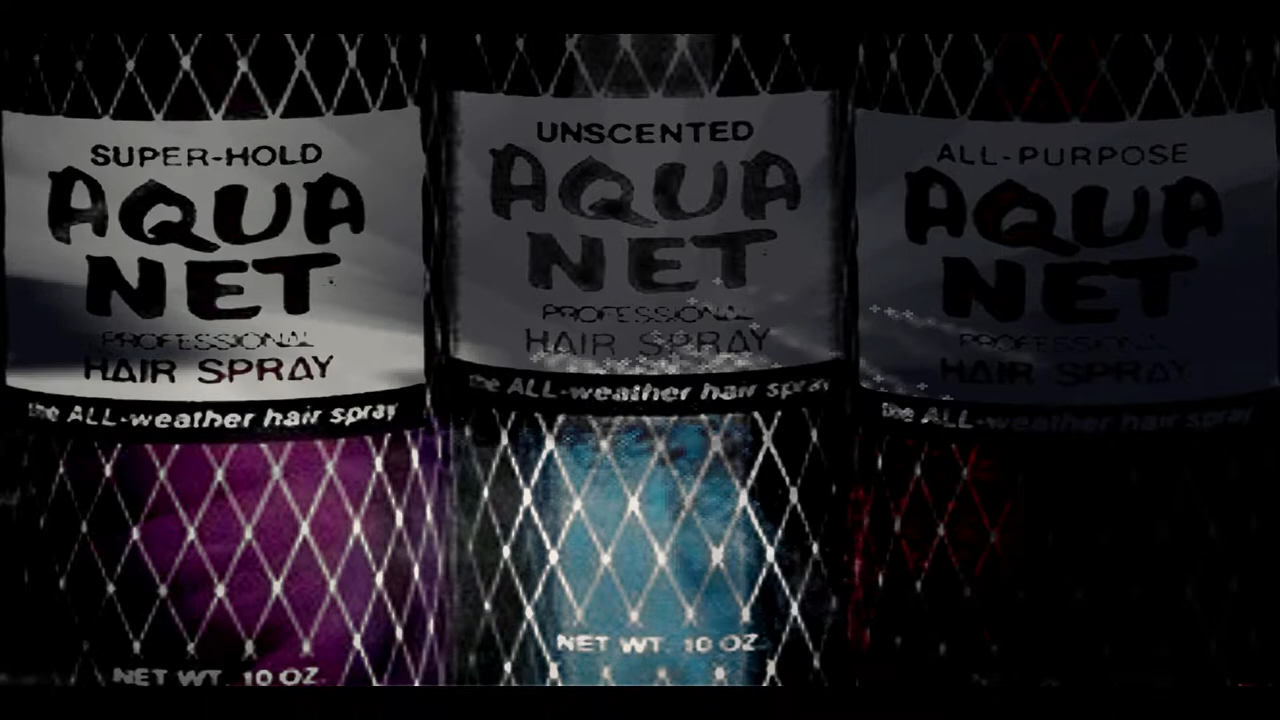 SUPER-HOLD
AQUA
NET
PROFESSIONAL
HAIR SPRAY
the ALL-weather hair spray
NET WT. 10 OZ.
UNSCENTED
AQUA
NET
PROFESSIONAL
HAIR SPRAY
the ALL-weather hair spray
NET WT. 10 OZ.
ALL-PURPOSE
AQUA
NET
PROFESSIONAL
HAIR SPRAY
the ALL-weather hair spray